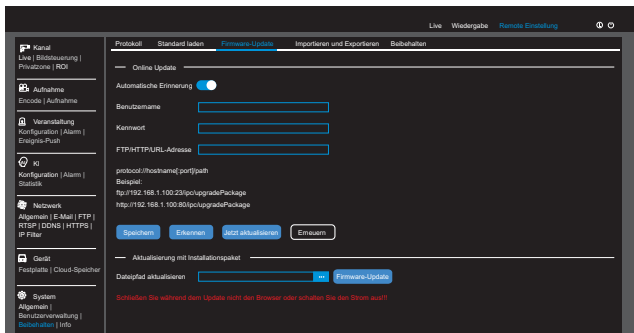 Live Wiedergabe Remote Einstellung
Kanal
Live | Bildsteuerung |
Privatzone | ROI
Aufnahme
Encode | Aufnahme
Veranstaltung
Konfiguration | Alarm |
Ereignis-Push
KI
Konfiguration | Alarm |
Statistik
Netzwerk
Allgemein | E-Mail | FTP |
RTSP | DDNS | HTTPS |
IP Filter
Gerät
Festplatte | Cloud-Speicher
System
Allgemein |
Benutzerverwaltung |
Beibehalten | Info
Protokoll Standard laden Firmware-Update Importieren und Exportieren Beibehalten
Online Update
Automatische Erinnerung
Benutzername
Kennwort
FTP/HTTP/URL-Adresse
protocol://hostname[:port]/path
Beispiel:
ftp://192.168.1.100:23/ipc/upgradePackage
http://192.168.1.100:80/ipc/upgradePackage
Speichern Erkennen Jetzt aktualisieren Erneuern
Aktualisierung mit Installationspaket
Dateipfad aktualisieren ... Firmware-Update
Schließen Sie während dam Update nicht den Browser oder schalten Sie den Strom aus!!!